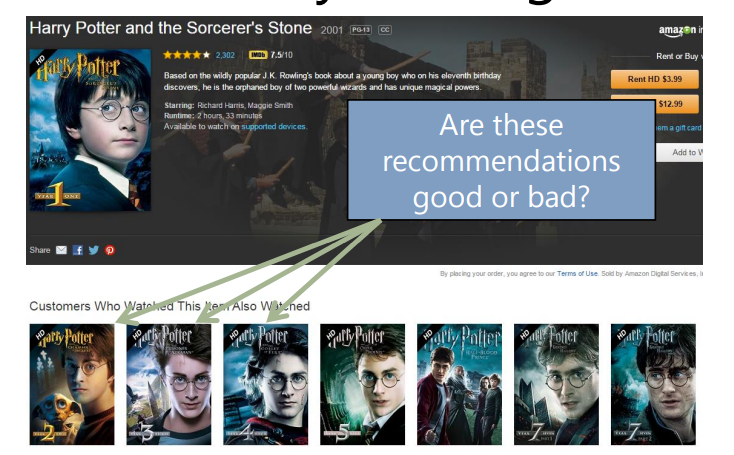 Harry Potter and the Sorcerer's Stone 2001 PG-13 CC
amazon in
2,302 IMDb 7.5/10
Rent or Buy
Based on the wildly popular J.K. Rowling's book about a young boy who on his eleventh birthday
discovers, he is the orphaned boy of two powerful wizards and has unique magical powers.
Rent HD $3.99
Starring: Richard Harris, Maggie Smith
Runtime: 2 hours, 33 minutes
Available to watch on supported devices.
$12.99
em a gift card
Add to W
Are these
recommendations
good or bad?
HD
Harry Potter
YEAR 1 ONE
Share
By placing your order, you agree to our Terms of Use. Sold by Amazon Digital Services, I
Customers Who Watched This Item Also Watched
HD Harry Potter 2
HD Harry Potter 3
HD Harry Potter 4
HD Harry Potter 5
HD Harry Potter
HD Harry Potter 7
HD Harry Potter 7